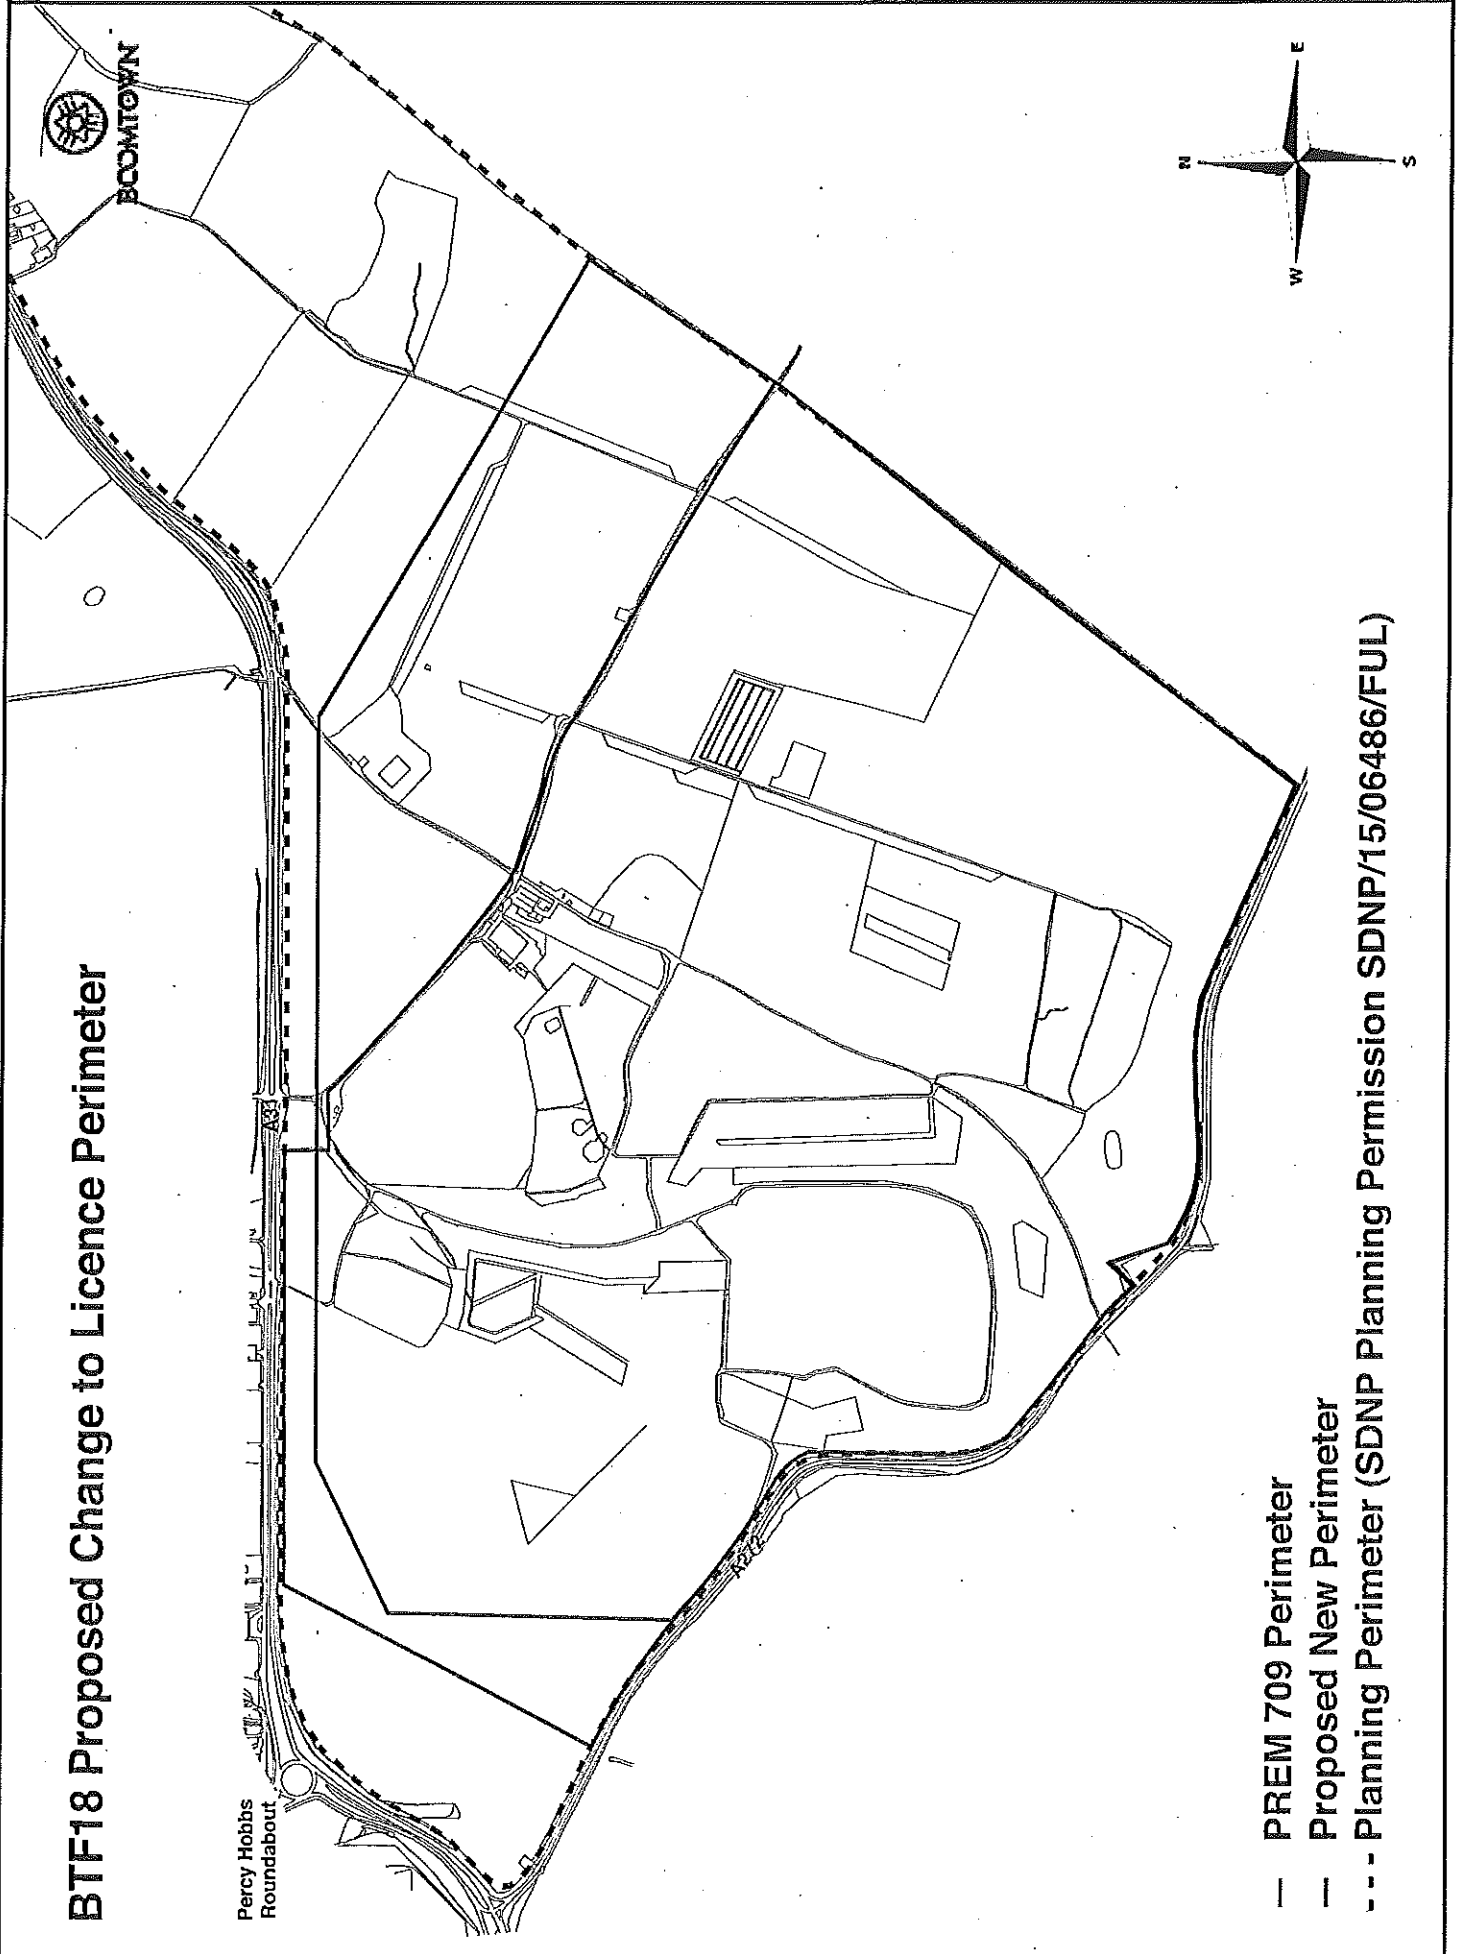 BTF18 Proposed Change to Licence Perimeter
BOOMTOWN
Percy Hobbs
Roundabout
A31
A272
N
E
S
W
— PREM 709 Perimeter
— Proposed New Perimeter
--- Planning Perimeter (SDNP Planning Permission SDNP/15/06486/FUL)